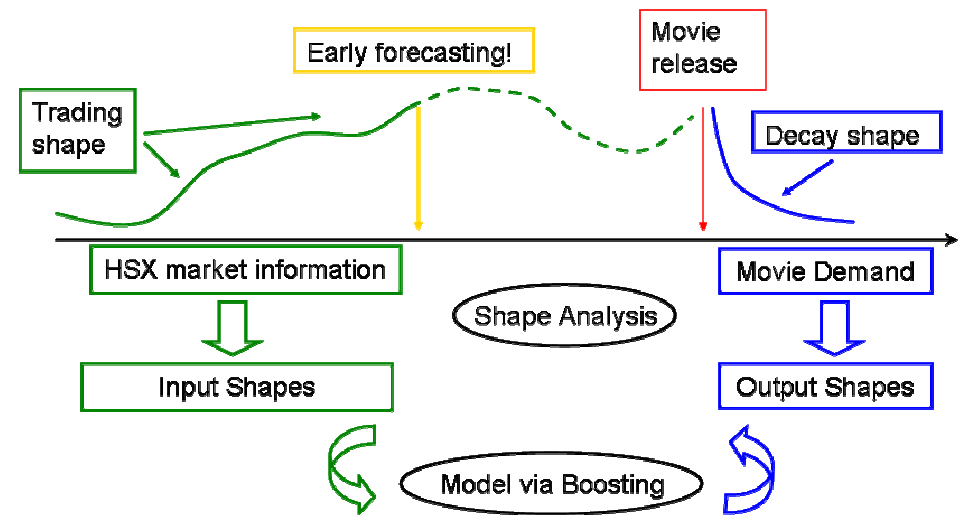 Early forecasting!
Movie
release
Trading
shape
Decay shape
HSX market information
Movie Demand
Shape Analysis
Input Shapes
Output Shapes
Model via Boosting